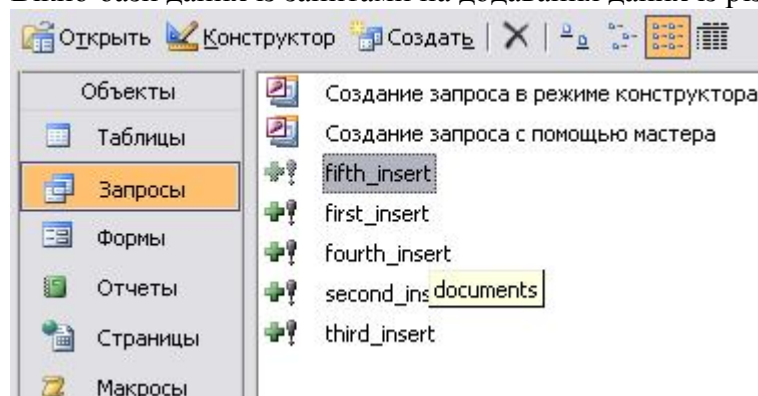 Открыть Конструктор Создать
Объекты
Таблицы
Запросы
Формы
Отчеты
Страницы
Макросы
Создание запроса в режиме конструктора
Создание запроса с помощью мастера
fifth_insert
first_insert
fourth_insert
second_ins
documents
third_insert